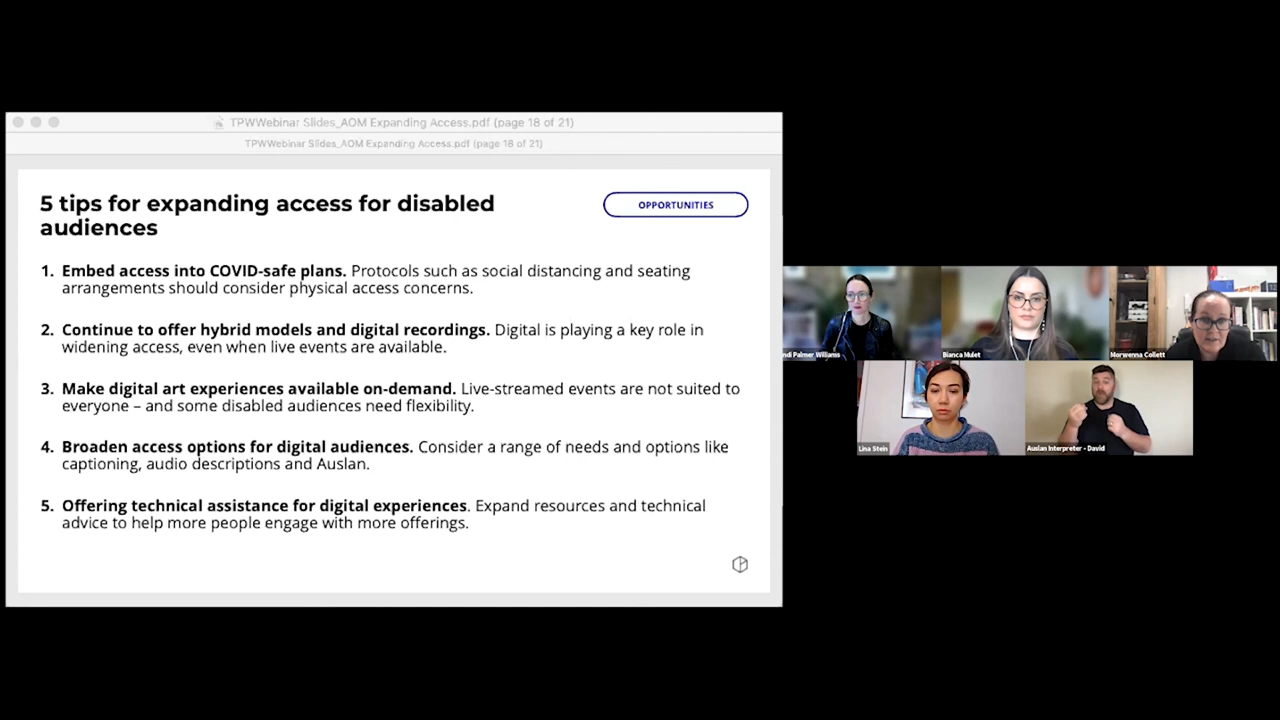 TPWWebinar Slides_AOM Expanding Access.pdf (page 18 of 21)
TPWWebinar Slides_AOM Expanding Access.pdf (page 18 of 21)
5 tips for expanding access for disabled
audiences
OPPORTUNITIES
1. Embed access into COVID-safe plans. Protocols such as social distancing and seating
arrangements should consider physical access concerns.
2. Continue to offer hybrid models and digital recordings. Digital is playing a key role in
widening access, even when live events are available.
3. Make digital art experiences available on-demand. Live-streamed events are not suited to
everyone – and some disabled audiences need flexibility.
4. Broaden access options for digital audiences. Consider a range of needs and options like
captioning, audio descriptions and Auslan.
5. Offering technical assistance for digital experiences. Expand resources and technical
advice to help more people engage with more offerings.
Palmer Williams
Bianca Mulet
Morwenna Collett
Lina Stein
Auslan Interpreter - David